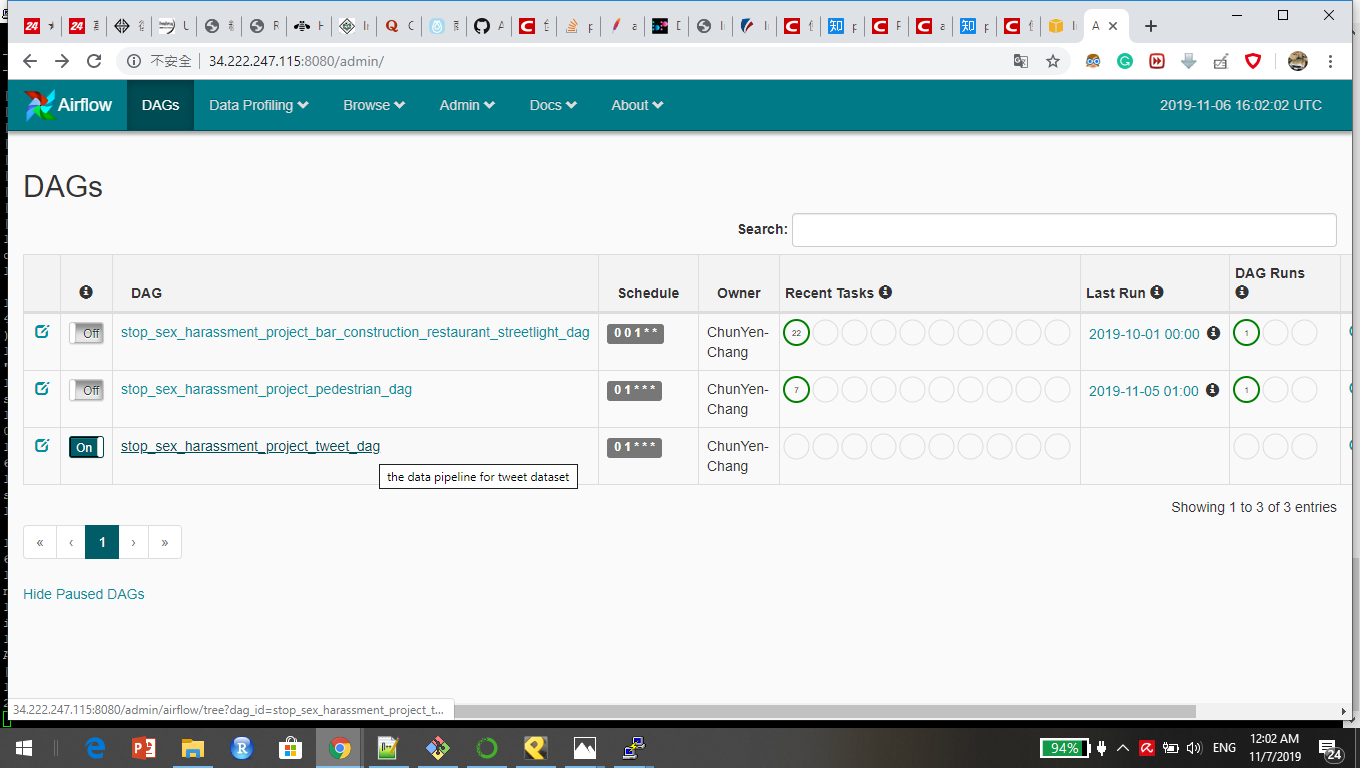 不安全
34.222.247.115:8080/admin/
Airflow
DAGs
Data Profiling
Browse
Admin
Docs
About
2019-11-06 16:02:02 UTC
DAGs
Search:
DAG
Schedule
Owner
Recent Tasks
Last Run
DAG Runs
Off
stop_sex_harassment_project_bar_construction_restaurant_streetlight_dag
0 0 1 * *
ChunYen-
Chang
22
2019-10-01 00:00
1
Off
stop_sex_harassment_project_pedestrian_dag
0 1 * * *
ChunYen-
Chang
7
2019-11-05 01:00
1
On
stop_sex_harassment_project_tweet_dag
0 1 * * *
ChunYen-
Chang
the data pipeline for tweet dataset
Showing 1 to 3 of 3 entries
« ‹ 1 › »
Hide Paused DAGs
34.222.247.115:8080/admin/airflow/tree?dag_id=stop_sex_harassment_project_t...
94%
ENG
12:02 AM
11/7/2019
24